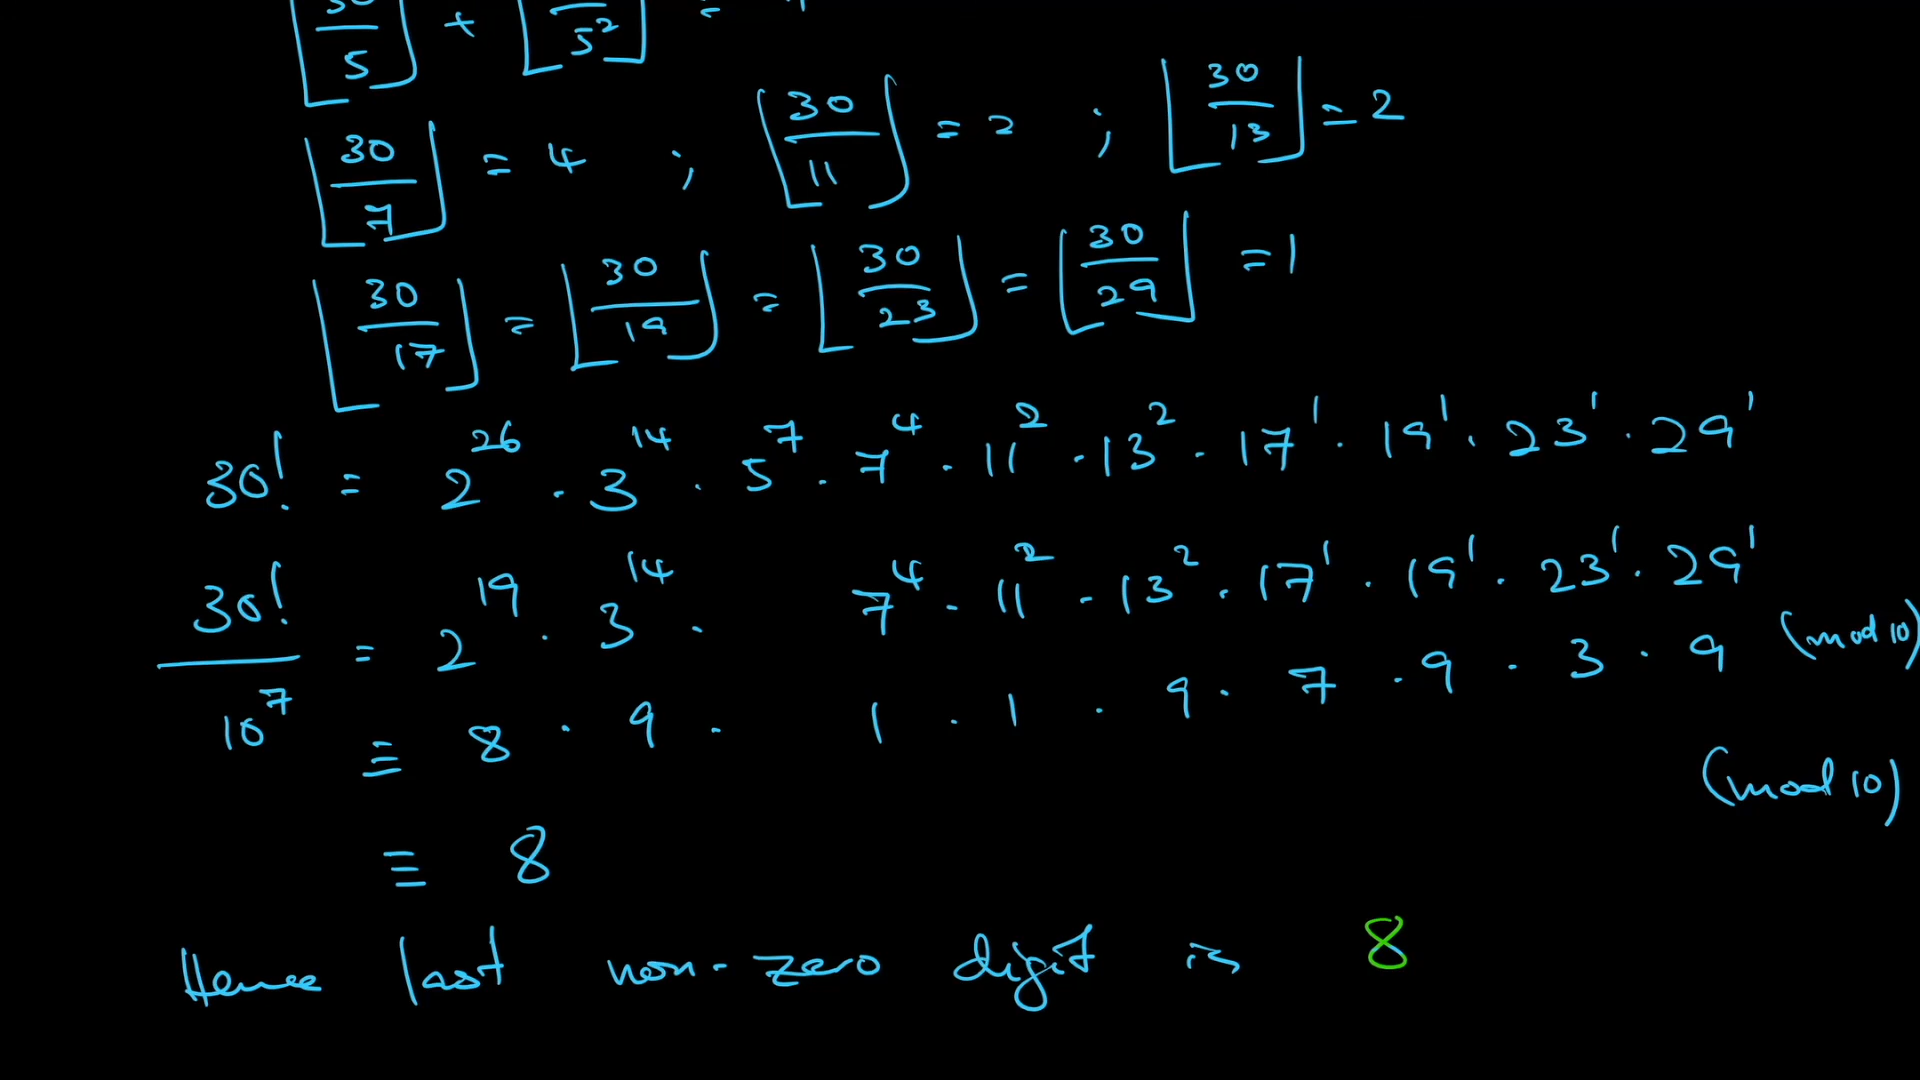 ⌊30/5⌋ + ⌊/5²⌋ =
⌊30/7⌋ = 4 ; ⌊30/11⌋ = 2 ; ⌊30/13⌋ = 2
⌊30/17⌋ = ⌊30/19⌋ = ⌊30/23⌋ = ⌊30/29⌋ = 1
30! = 2^26 · 3^14 · 5^7 · 7^4 · 11^2 · 13^2 · 17^1 · 19^1 · 23^1 · 29^1
30!/10^7 = 2^19 · 3^14 · 7^4 · 11^2 · 13^2 · 17^1 · 19^1 · 23^1 · 29^1 (mod 10)
≡ 8 · 9 · 1 · 1 · 9 · 7 · 9 · 3 · 9 (mod 10)
≡ 8
Hence last non-zero digit is 8